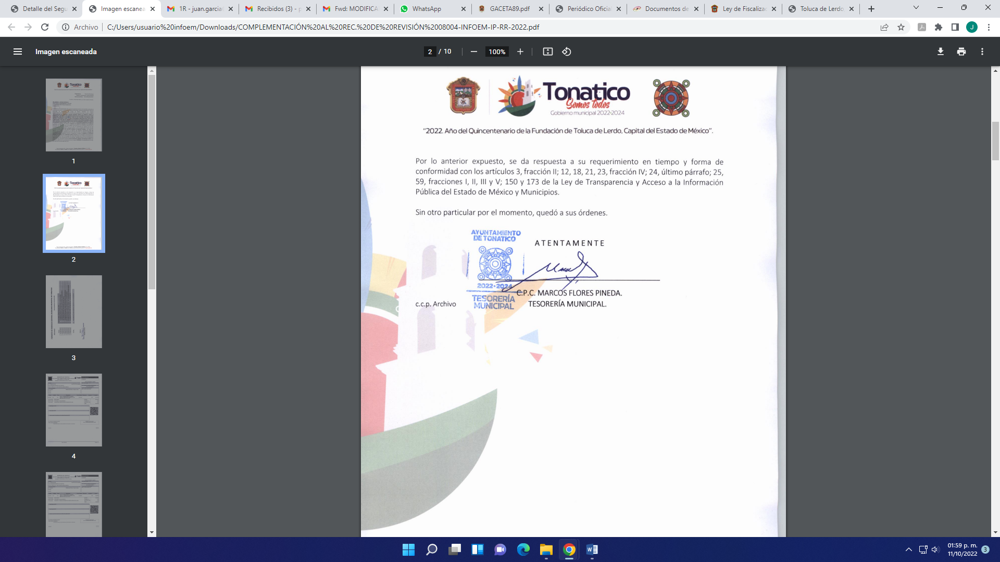 Detalle del Segu
Imagen escanea
1R - juan.garcia
Recibidos (3) - p
Fwd: MODIFICA
WhatsApp
GACETA89.pdf
Periódico Oficia
Documentos de
Ley de Fiscaliza
Toluca de Lerdo
Archivo
C:/Users/usuario%20infoem/Downloads/COMPLEMENTACIÓN%20AL%20REC.%20DE%20REVISIÓN%2008004-INFOEM-IP-RR-2022.pdf
J
Imagen escaneada
2 / 10
100%
1
2
3
4
Tonatico
Somos todos
Gobierno municipal 2022-2024
"2022. Año del Quincentenario de la Fundación de Toluca de Lerdo, Capital del Estado de México".
Por lo anterior expuesto, se da respuesta a su requerimiento en tiempo y forma de
conformidad con los artículos 3, fracción II; 12, 18, 21, 23, fracción IV; 24, último párrafo; 25,
59, fracciones I, II, III y V; 150 y 173 de la Ley de Transparencia y Acceso a la Información
Pública del Estado de México y Municipios.
Sin otro particular por el momento, quedó a sus órdenes.
AYUNTAMIENTO
DE TONATICO
ATENTAMENTE
2022-2024
C.P.C. MARCOS FLORES PINEDA.
TESORERÍA
MUNICIPAL
c.c.p. Archivo
TESORERÍA MUNICIPAL.
01:59 p. m.
11/10/2022
3